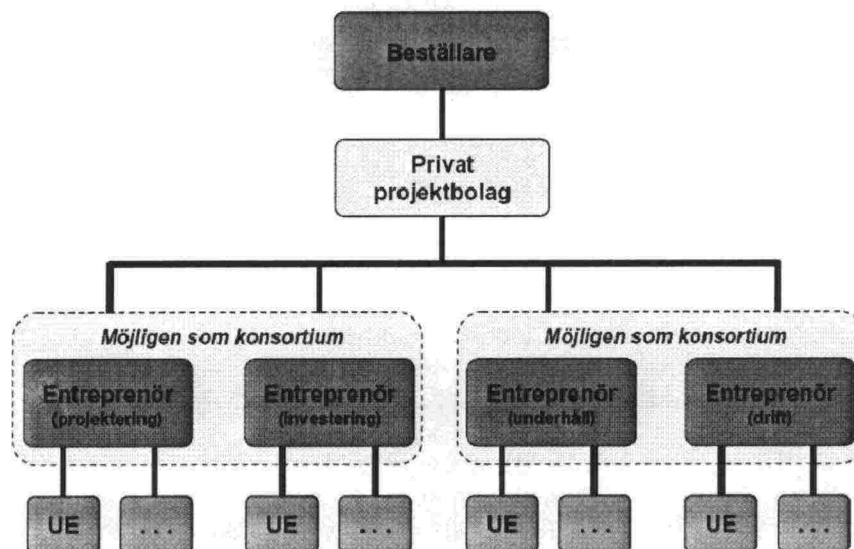 Beställare
Privat
projektbolag
Möjligen som konsortium
Möjligen som konsortium
Entreprenör
(projektering)
Entreprenör
(investering)
Entreprenör
(underhåll)
Entreprenör
(drift)
UE
...
UE
...
UE
...
UE
...